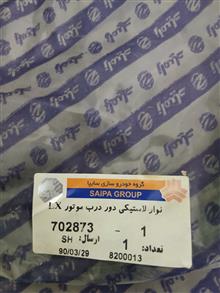 گروه خودروسازی سایپا
SAIPA GROUP
نوار لاستیکی دور درب موتور LX
702873 - 1
تعداد: 1 ارسال: SH
90/03/29 8200013